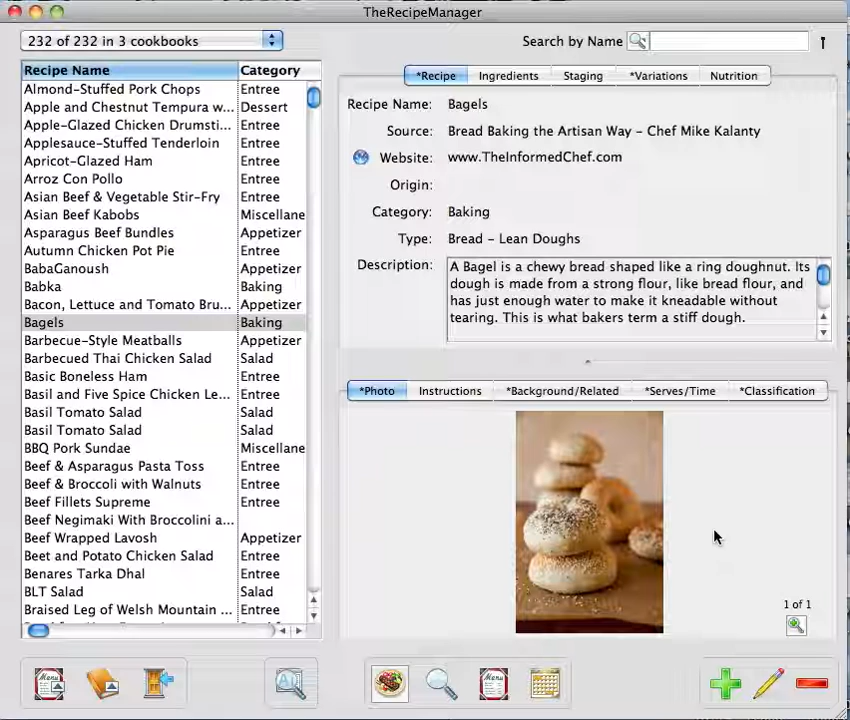 TheRecipeManager
232 of 232 in 3 cookbooks
Search by Name
Recipe Name Category
Almond-Stuffed Pork Chops Entree
Apple and Chestnut Tempura w... Dessert
Apple-Glazed Chicken Drumsti... Entree
Applesauce-Stuffed Tenderloin Entree
Apricot-Glazed Ham Entree
Arroz Con Pollo Entree
Asian Beef & Vegetable Stir-Fry Entree
Asian Beef Kabobs Miscellane
Asparagus Beef Bundles Appetizer
Autumn Chicken Pot Pie Entree
BabaGanoush Appetizer
Babka Baking
Bacon, Lettuce and Tomato Bru... Appetizer
Bagels Baking
Barbecue-Style Meatballs Appetizer
Barbecued Thai Chicken Salad Salad
Basic Boneless Ham Entree
Basil and Five Spice Chicken Le... Entree
Basil Tomato Salad Salad
Basil Tomato Salad Salad
BBQ Pork Sundae Miscellane
Beef & Asparagus Pasta Toss Entree
Beef & Broccoli with Walnuts Entree
Beef Fillets Supreme Entree
Beef Negimaki With Broccolini a...
Beef Wrapped Lavosh Appetizer
Beet and Potato Chicken Salad Entree
Benares Tarka Dhal Entree
BLT Salad Salad
Braised Leg of Welsh Mountain ... Entree
*Recipe Ingredients Staging *Variations Nutrition
Recipe Name: Bagels
Source: Bread Baking the Artisan Way - Chef Mike Kalanty
Website: www.TheInformedChef.com
Origin:
Category: Baking
Type: Bread - Lean Doughs
Description: A Bagel is a chewy bread shaped like a ring doughnut. Its
dough is made from a strong flour, like bread flour, and
has just enough water to make it kneadable without
tearing. This is what bakers term a stiff dough.
*Photo Instructions *Background/Related *Serves/Time *Classification
1 of 1
Menu
Menu